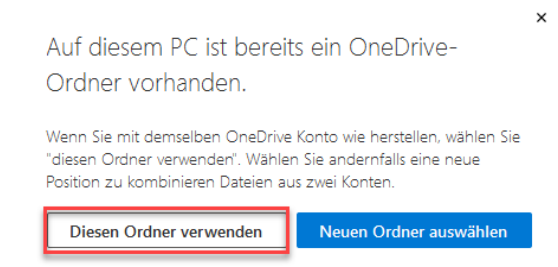 Auf diesem PC ist bereits ein OneDrive-
Ordner vorhanden.
Wenn Sie mit demselben OneDrive Konto wie herstellen, wählen Sie
"diesen Ordner verwenden". Wählen Sie andernfalls eine neue
Position zu kombinieren Dateien aus zwei Konten.
Diesen Ordner verwenden
Neuen Ordner auswählen